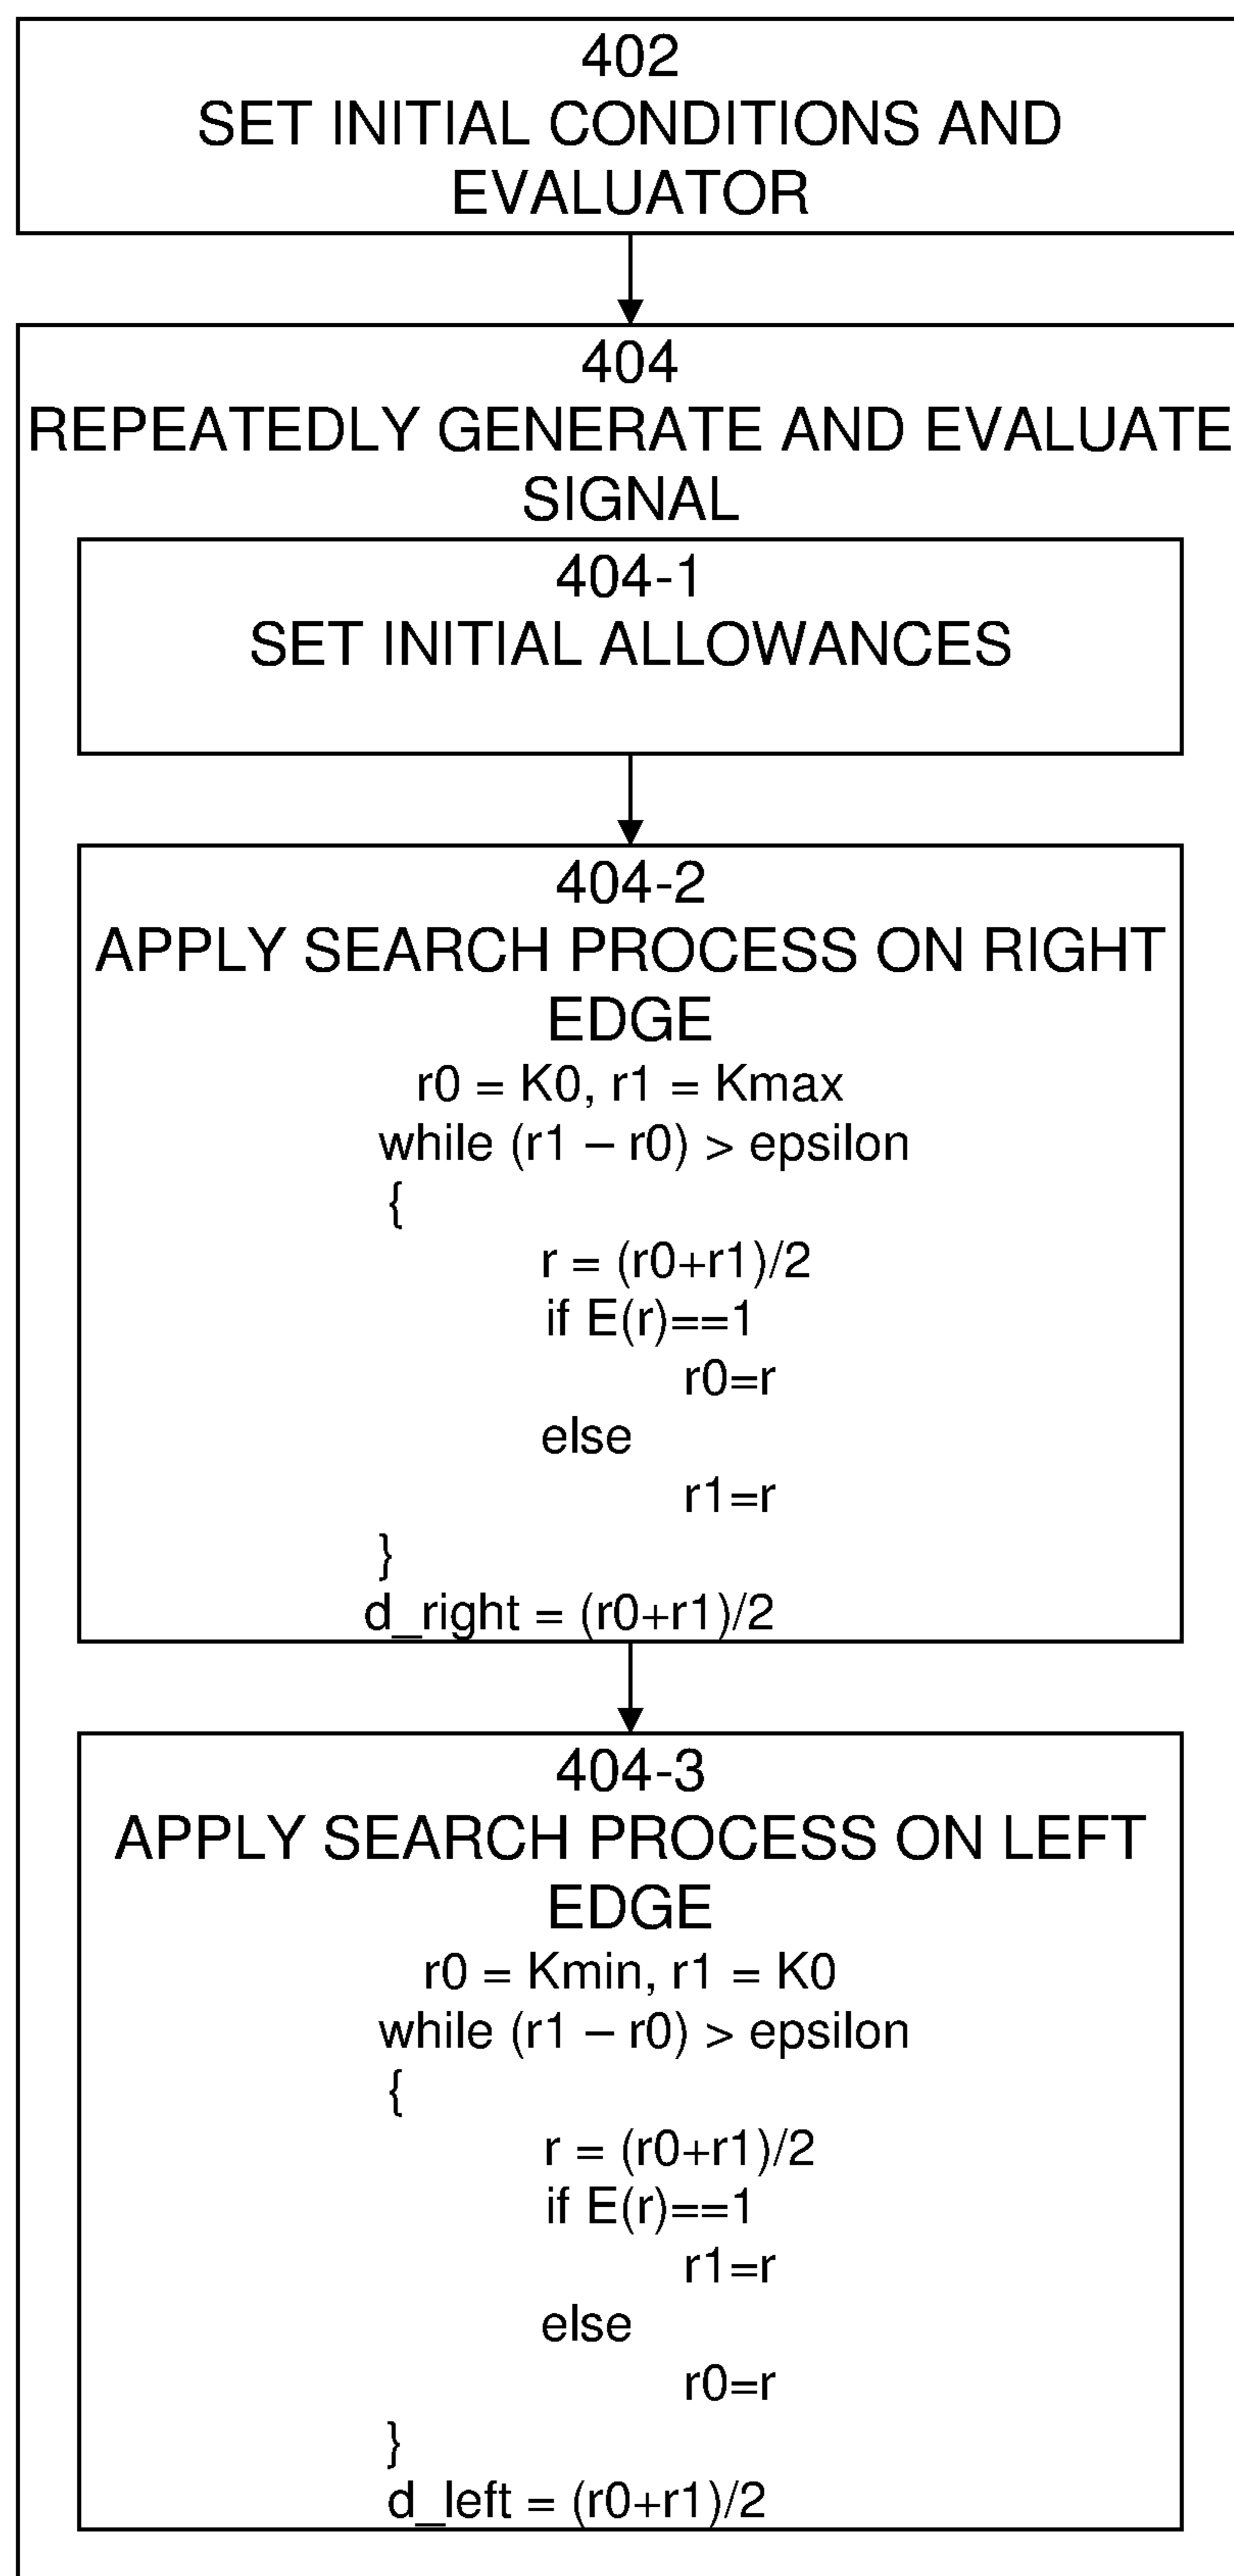 402
SET INITIAL CONDITIONS AND
EVALUATOR
404
REPEATEDLY GENERATE AND EVALUATE
SIGNAL
404-1
SET INITIAL ALLOWANCES
404-2
APPLY SEARCH PROCESS ON RIGHT
EDGE
r0 = K0, r1 = Kmax
while (r1 – r0) > epsilon
{
r = (r0+r1)/2
if E(r)==1
r0=r
else
r1=r
}
d_right = (r0+r1)/2
404-3
APPLY SEARCH PROCESS ON LEFT
EDGE
r0 = Kmin, r1 = K0
while (r1 – r0) > epsilon
{
r = (r0+r1)/2
if E(r)==1
r1=r
else
r0=r
}
d_left = (r0+r1)/2